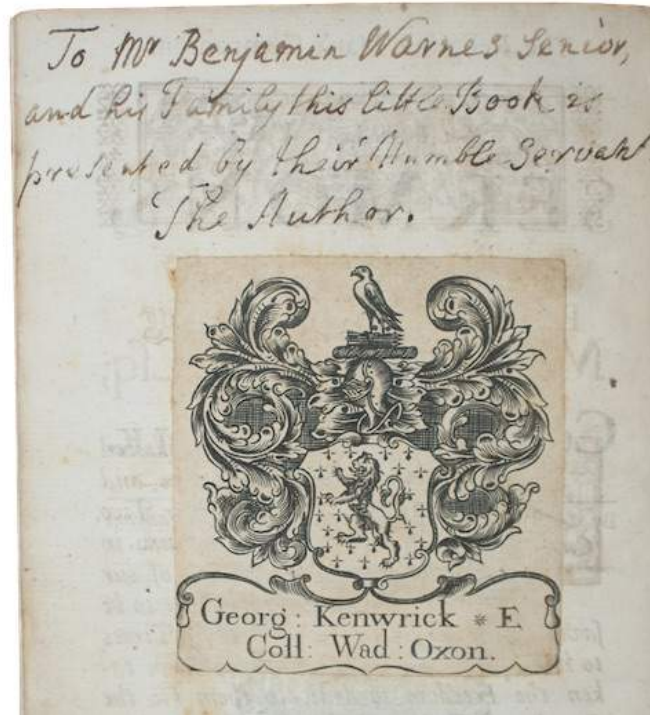 To Mr Benjamin Warnes Senior,
and his Family this little Book is
presented by their Humble Servant
The Author.
Georg : Kenwrick * E
Coll : Wad : Oxon.